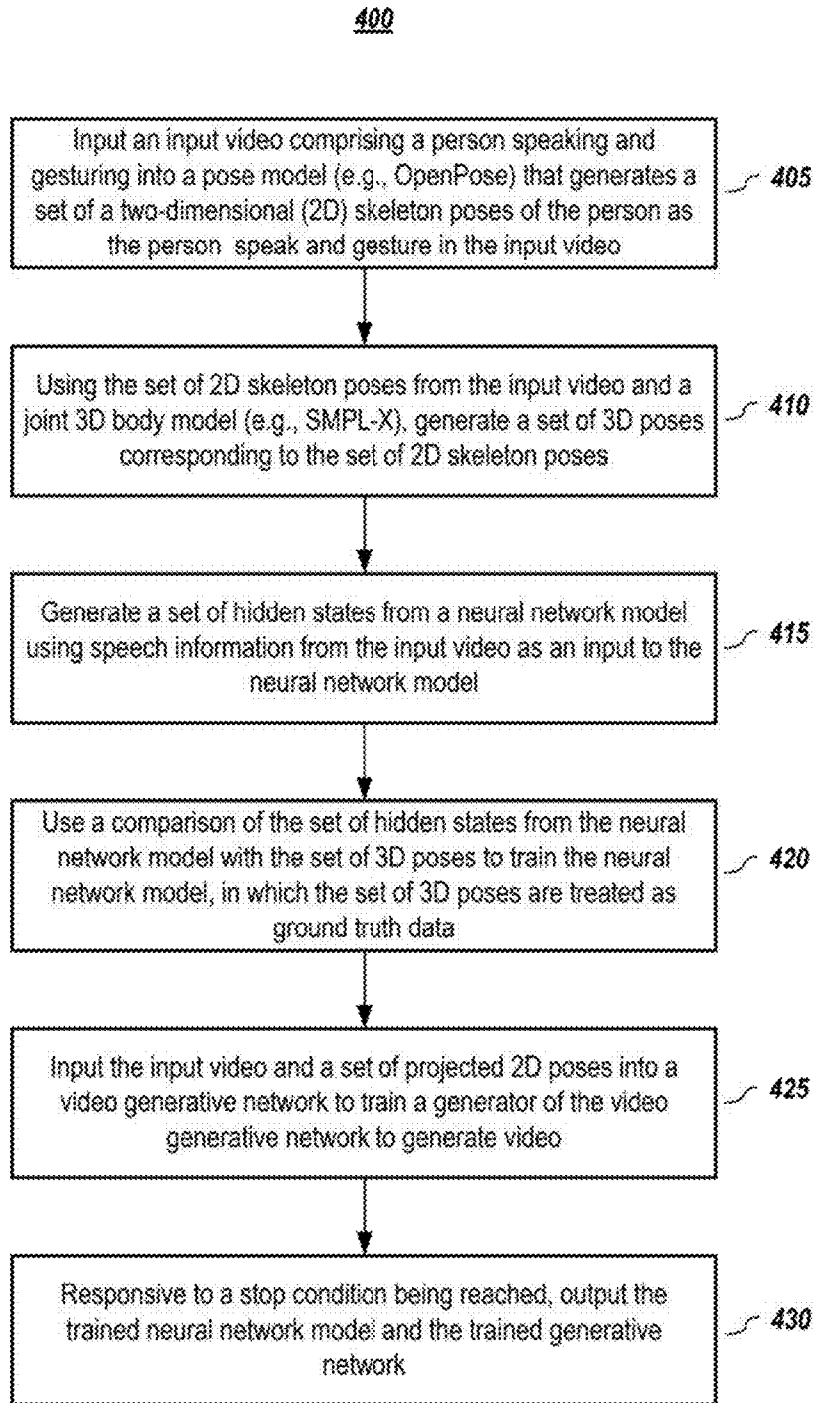 400
Input an input video comprising a person speaking and
gesturing into a pose model (e.g., OpenPose) that generates a
set of a two-dimensional (2D) skeleton poses of the person as
the person speak and gesture in the input video
405
Using the set of 2D skeleton poses from the input video and a
joint 3D body model (e.g., SMPL-X), generate a set of 3D poses
corresponding to the set of 2D skeleton poses
410
Generate a set of hidden states from a neural network model
using speech information from the input video as an input to the
neural network model
415
Use a comparison of the set of hidden states from the neural
network model with the set of 3D poses to train the neural
network model, in which the set of 3D poses are treated as
ground truth data
420
Input the input video and a set of projected 2D poses into a
video generative network to train a generator of the video
generative network to generate video
425
Responsive to a stop condition being reached, output the
trained neural network model and the trained generative
network
430